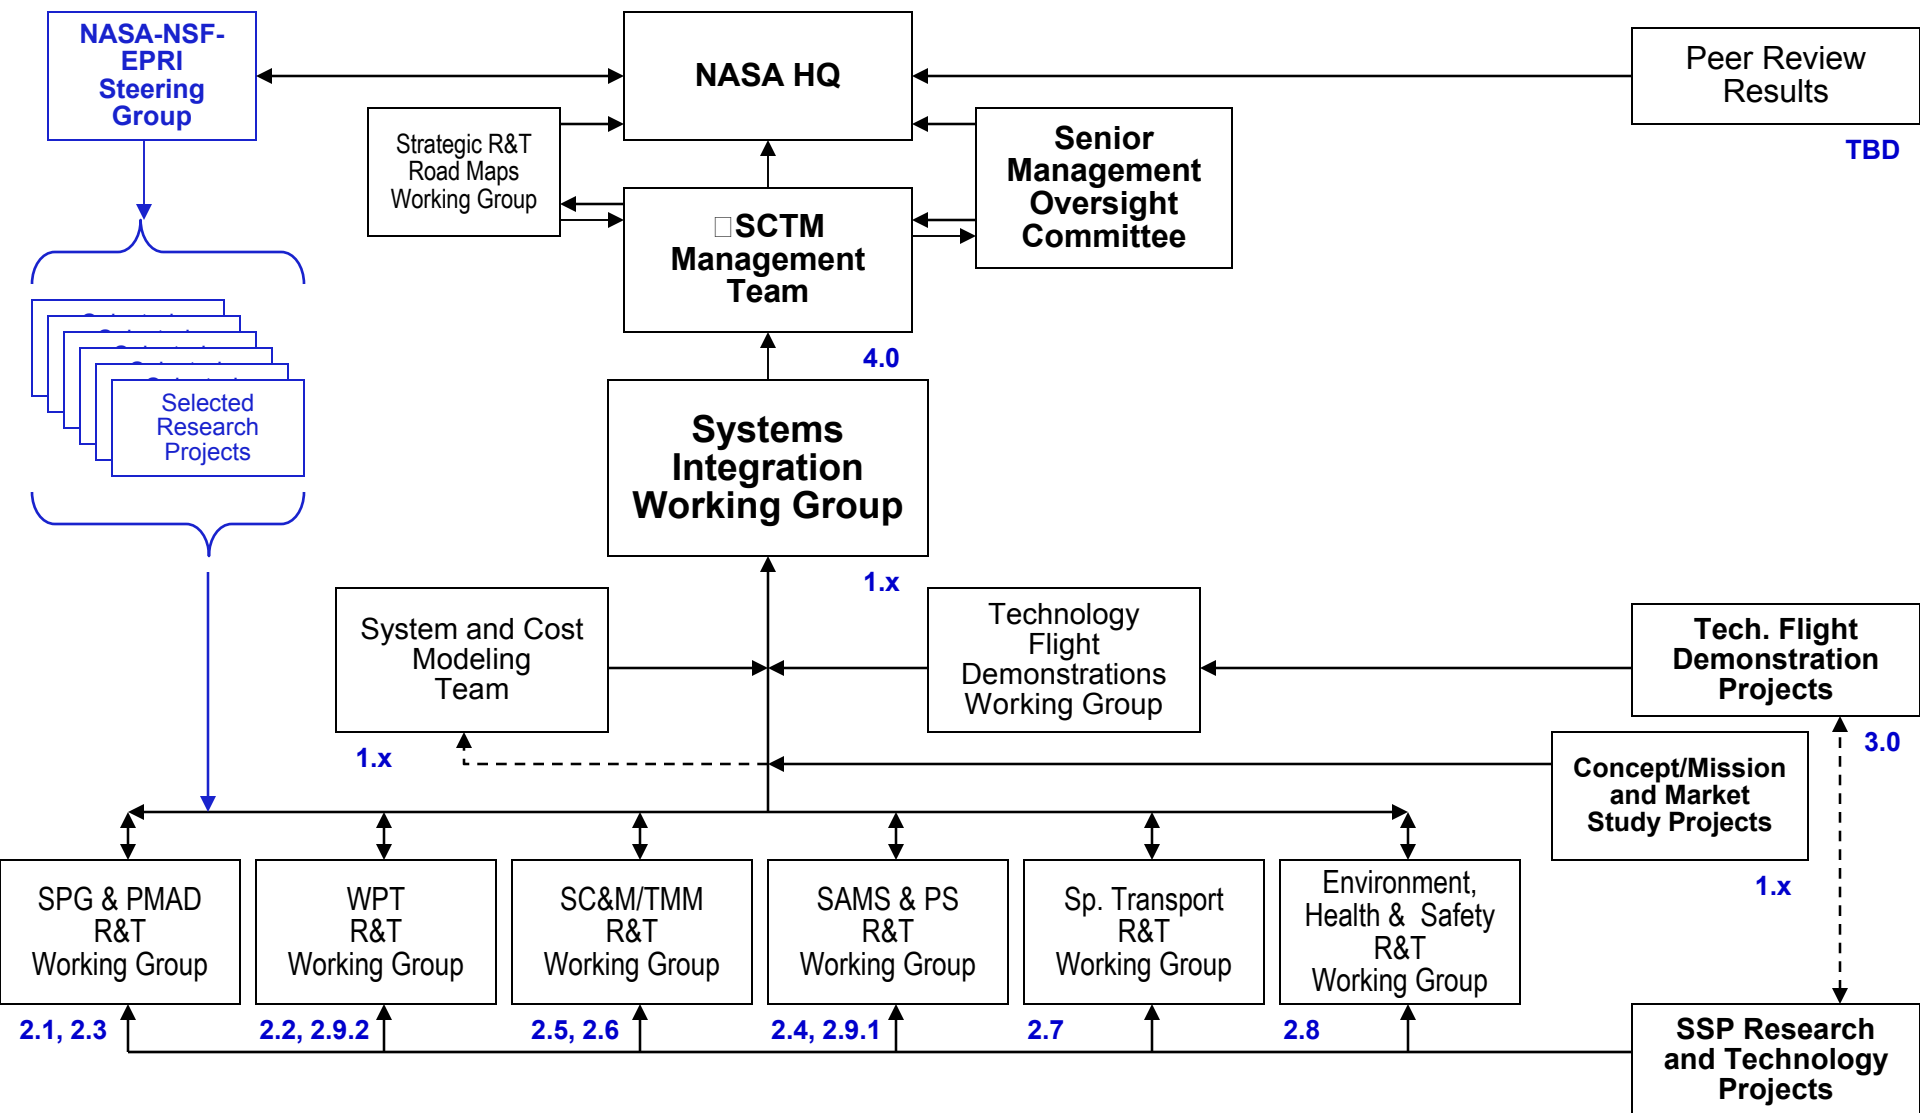 NASA-NSF-
EPRI
Steering
Group
NASA HQ
Peer Review
Results
TBD
Strategic R&T
Road Maps
Working Group
Senior
Management
Oversight
Committee
□SCTM
Management
Team
4.0
Selected
Research
Projects
Systems
Integration
Working Group
1.x
System and Cost
Modeling
Team
1.x
Technology
Flight
Demonstrations
Working Group
Tech. Flight
Demonstration
Projects
3.0
Concept/Mission
and Market
Study Projects
1.x
SPG & PMAD
R&T
Working Group
2.1, 2.3
WPT
R&T
Working Group
2.2, 2.9.2
SC&M/TMM
R&T
Working Group
2.5, 2.6
SAMS & PS
R&T
Working Group
2.4, 2.9.1
Sp. Transport
R&T
Working Group
2.7
Environment,
Health & Safety
R&T
Working Group
2.8
SSP Research
and Technology
Projects